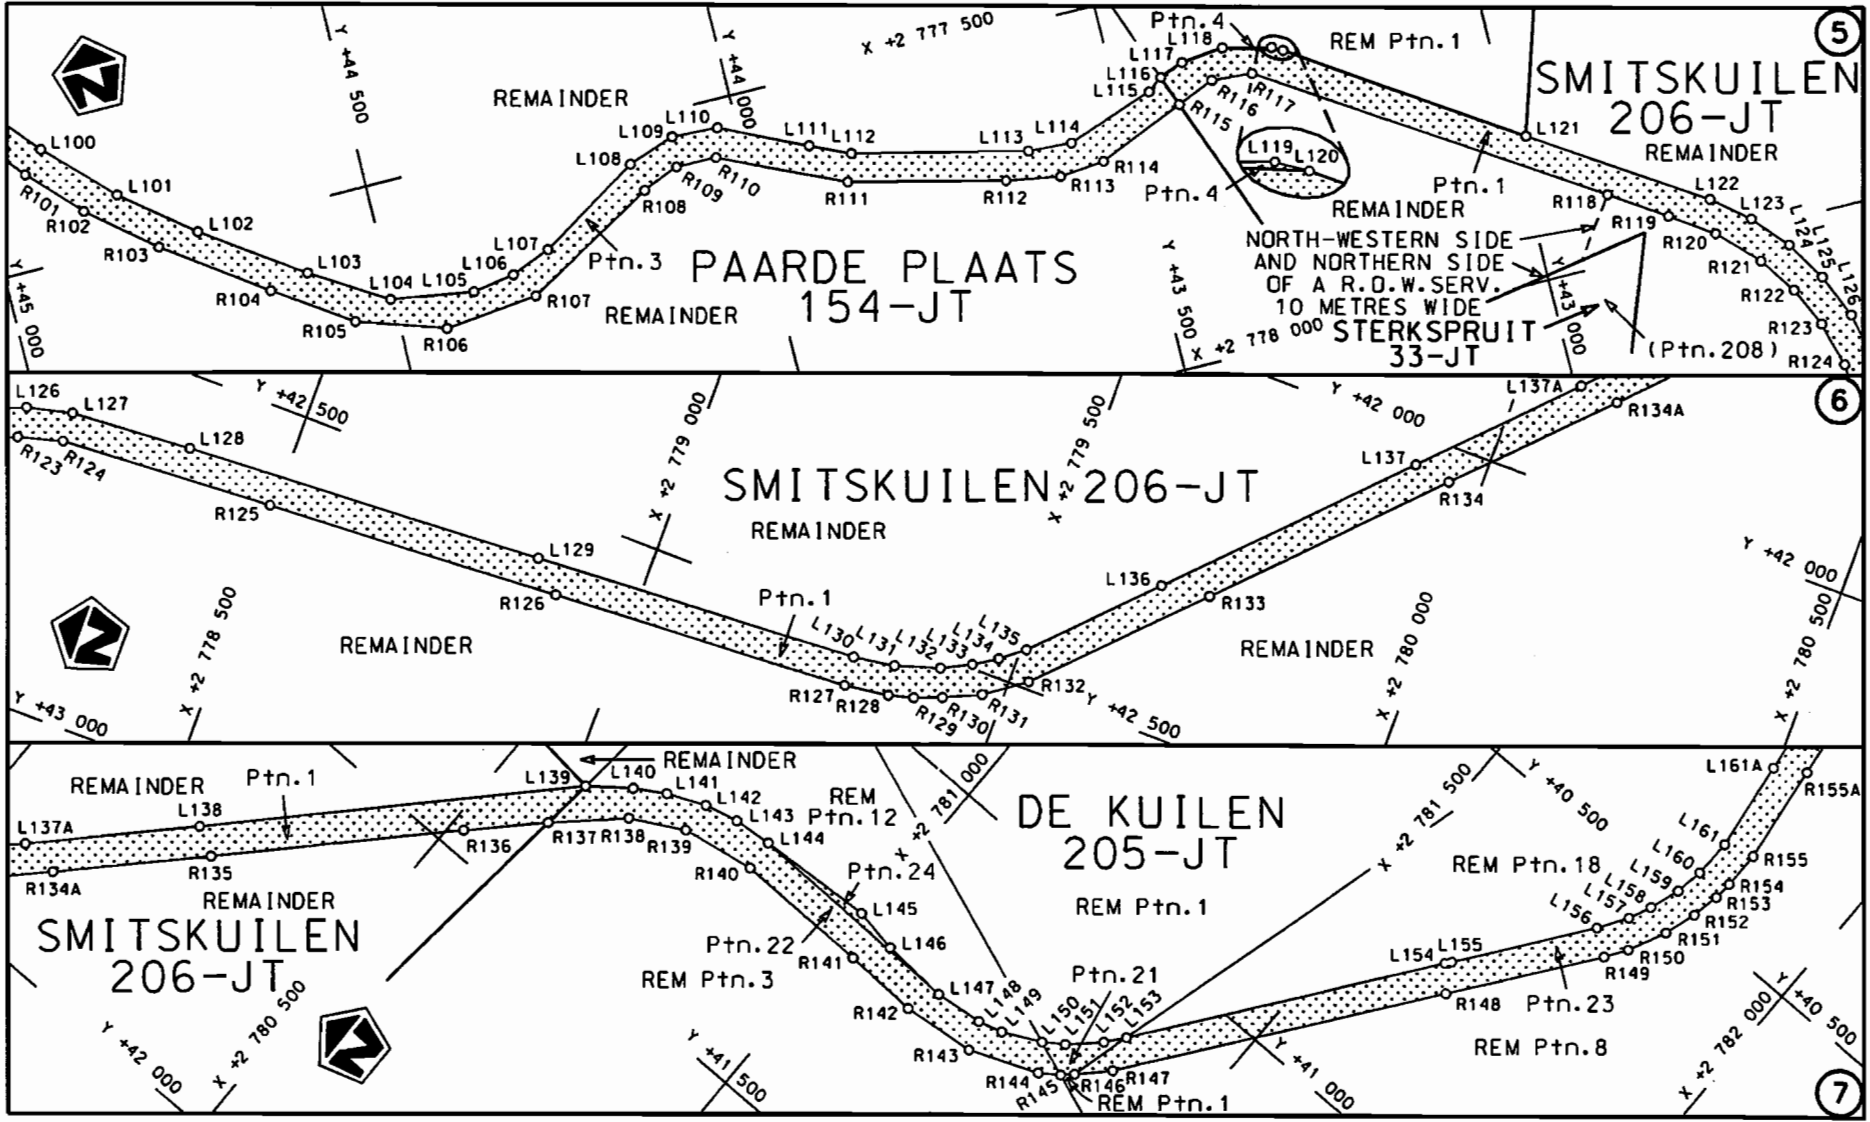 5
Y +44 500
Y +44 000
X +2 777 500
Ptn.4
REM Ptn.1
SMITSKUILEN
206-JT
REMAINDER
REMAINDER
L100
L101
L102
L103
L104
L105
L106
L107
L108
L109
L110
L111
L112
L113
L114
L115
L116
L117
L118
L119
L120
L121
L122
L123
L124
L125
L126
R101
R102
R103
R104
R105
R106
R107
R108
R109
R110
R111
R112
R113
R114
R115
R116
R117
R118
R119
R120
R121
R122
R123
R124
Ptn.4
Ptn.1
Ptn.3
REMAINDER
PAARDE PLAATS
154-JT
REMAINDER
NORTH-WESTERN SIDE
AND NORTHERN SIDE
OF A R.O.W.SERV.
10 METRES WIDE
STERKSPRUIT
33-JT
(Ptn.208)
Y +45 000
Y +43 500
X +2 778 000
Y +43 000
6
L126
L127
L128
L129
L130
L131
L132
L133
L134
L135
L136
L137
L137A
R123
R124
R125
R126
R127
R128
R129
R130
R131
R132
R133
R134
R134A
Y +42 500
X +2 779 000
X +2 779 500
Y +42 000
SMITSKUILEN 206-JT
REMAINDER
Ptn.1
REMAINDER
REMAINDER
Y +42 000
X +2 778 500
Y +43 000
Y +42 500
X +2 780 000
X +2 780 500
7
REMAINDER
REMAINDER
Ptn.1
L137A
L138
L139
L140
L141
L142
L143
L144
L145
L146
L147
L148
L149
L150
L151
L152
L153
L154
L155
L156
L157
L158
L159
L160
L161
L161A
R134A
R135
R136
R137
R138
R139
R140
R141
R142
R143
R144
R145
R146
R147
R148
R149
R150
R151
R152
R153
R154
R155
R155A
REM
Ptn.12
Ptn.24
DE KUILEN
205-JT
REM Ptn.1
REM Ptn.18
REMAINDER
SMITSKUILEN
206-JT
Ptn.22
REM Ptn.3
Ptn.21
Ptn.23
REM Ptn.8
REM Ptn.1
X +2 781 000
X +2 781 500
Y +40 500
Y +42 000
X +2 780 500
Y +41 500
Y +41 000
X +2 782 000
Y +40 500